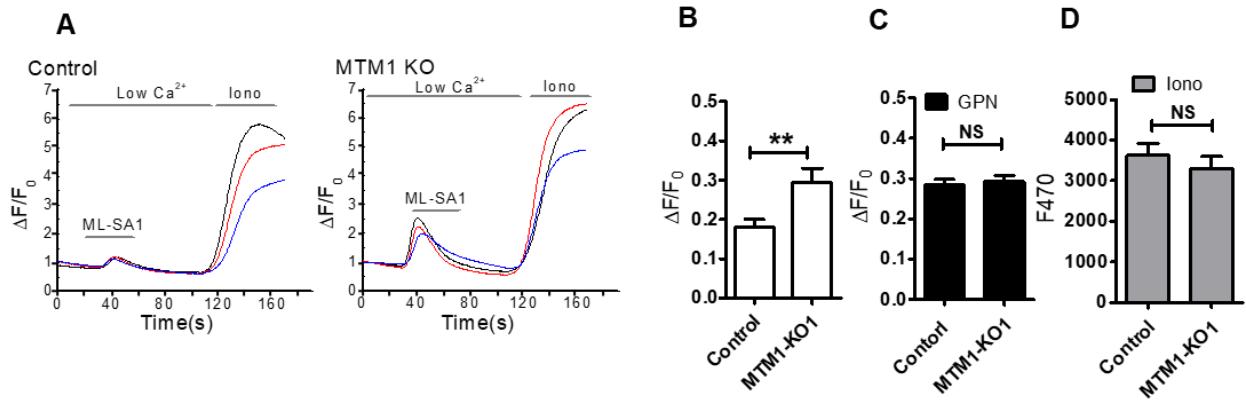 A
Control
Low Ca2+
Iono
ML-SA1
ΔF/F0
7
6
5
4
3
2
1
0
0
40
80
120
160
Time(s)
MTM1 KO
Low Ca2+
Iono
ML-SA1
ΔF/F0
7
6
5
4
3
2
1
0
0
40
80
120
160
Time(s)
B
**
ΔF/F0
0.5
0.4
0.3
0.2
0.1
0.0
Control
MTM1-KO1
C
GPN
NS
ΔF/F0
0.5
0.4
0.3
0.2
0.1
0.0
Contorl
MTM1-KO1
D
Iono
NS
F470
5000
4000
3000
2000
1000
0
Control
MTM1-KO1